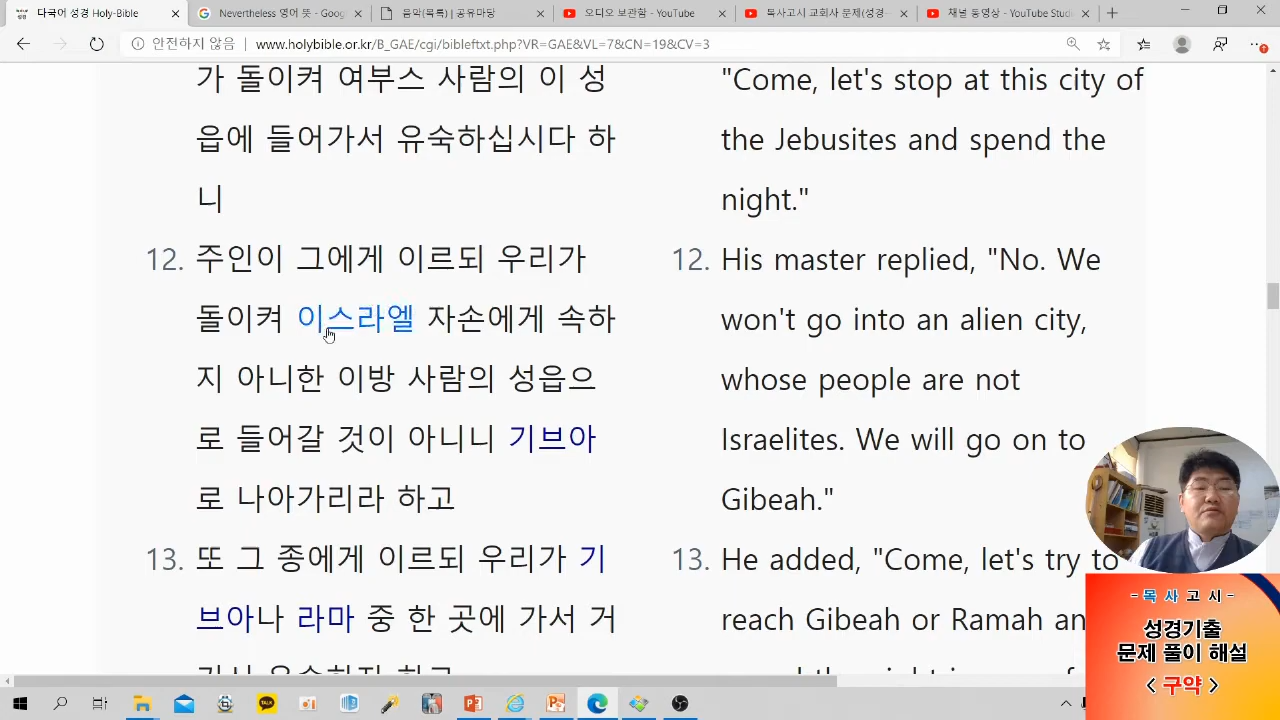 다국어 성경 Holy-Bible
Nevertheless 영어 뜻 - Goog
음악(목록) | 공유마당
오디오 보관함 - YouTube
목사고시 교회사 문제(성경~
채널 동영상 - YouTube Stud
안전하지 않음
www.holybible.or.kr/B_GAE/cgi/bibleftxt.php?VR=GAE&VL=7&CN=19&CV=3
가 돌이켜 여부스 사람의 이 성
읍에 들어가서 유숙하십시다 하
니
12. 주인이 그에게 이르되 우리가
돌이켜 이스라엘 자손에게 속하
지 아니한 이방 사람의 성읍으
로 들어갈 것이 아니니 기브아
로 나아가리라 하고
13. 또 그 종에게 이르되 우리가 기
브아나 라마 중 한 곳에 가서 거
"Come, let's stop at this city of
the Jebusites and spend the
night."
12. His master replied, "No. We
won't go into an alien city,
whose people are not
Israelites. We will go on to
Gibeah."
13. He added, "Come, let's try to
reach Gibeah or Ramah an
- 목 사 고 시 -
성경기출
문제 풀이 해설
< 구약 >